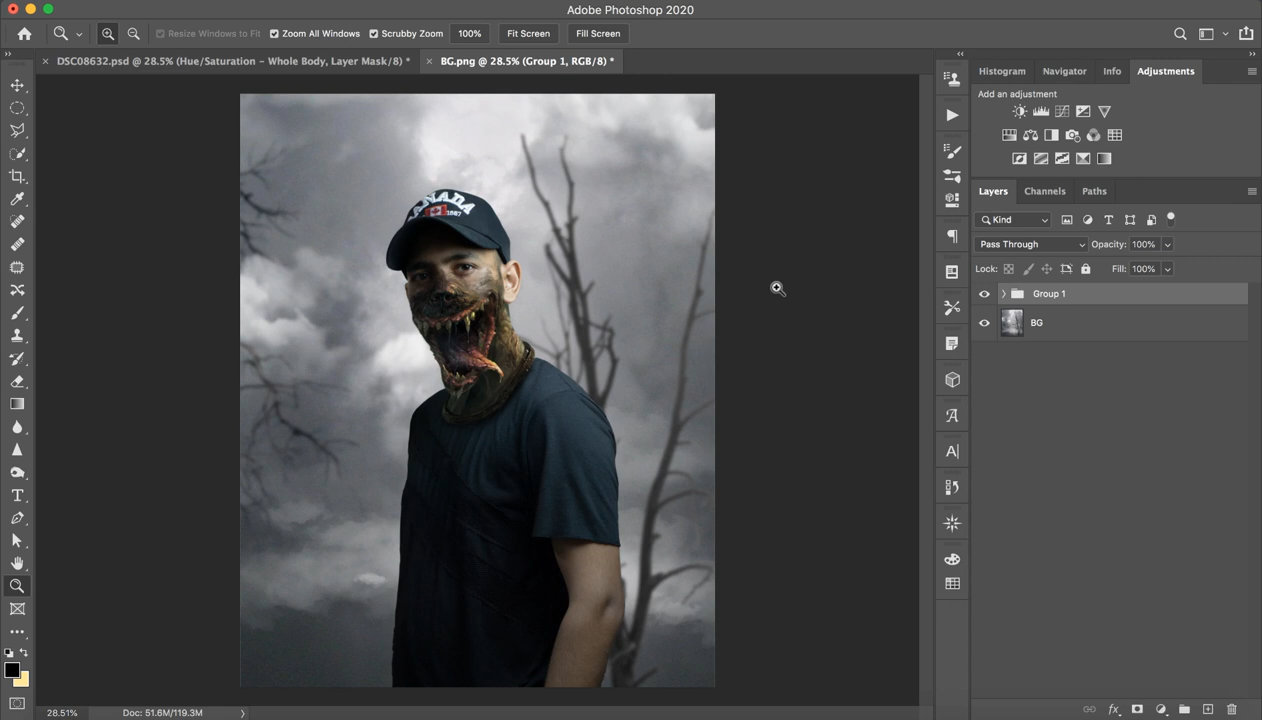 Adobe Photoshop 2020
Resize Windows to Fit Zoom All Windows Scrubby Zoom 100% Fit Screen Fill Screen
DSC08632.psd @ 28.5% (Hue/Saturation - Whole Body, Layer Mask/8) * BG.png @ 28.5% (Group 1, RGB/8) *
Histogram Navigator Info Adjustments
Add an adjustment
Layers Channels Paths
Kind
Pass Through Opacity: 100%
Lock: Fill: 100%
Group 1
BG
CANADA
1867
28.51% Doc: 51.6M/119.3M